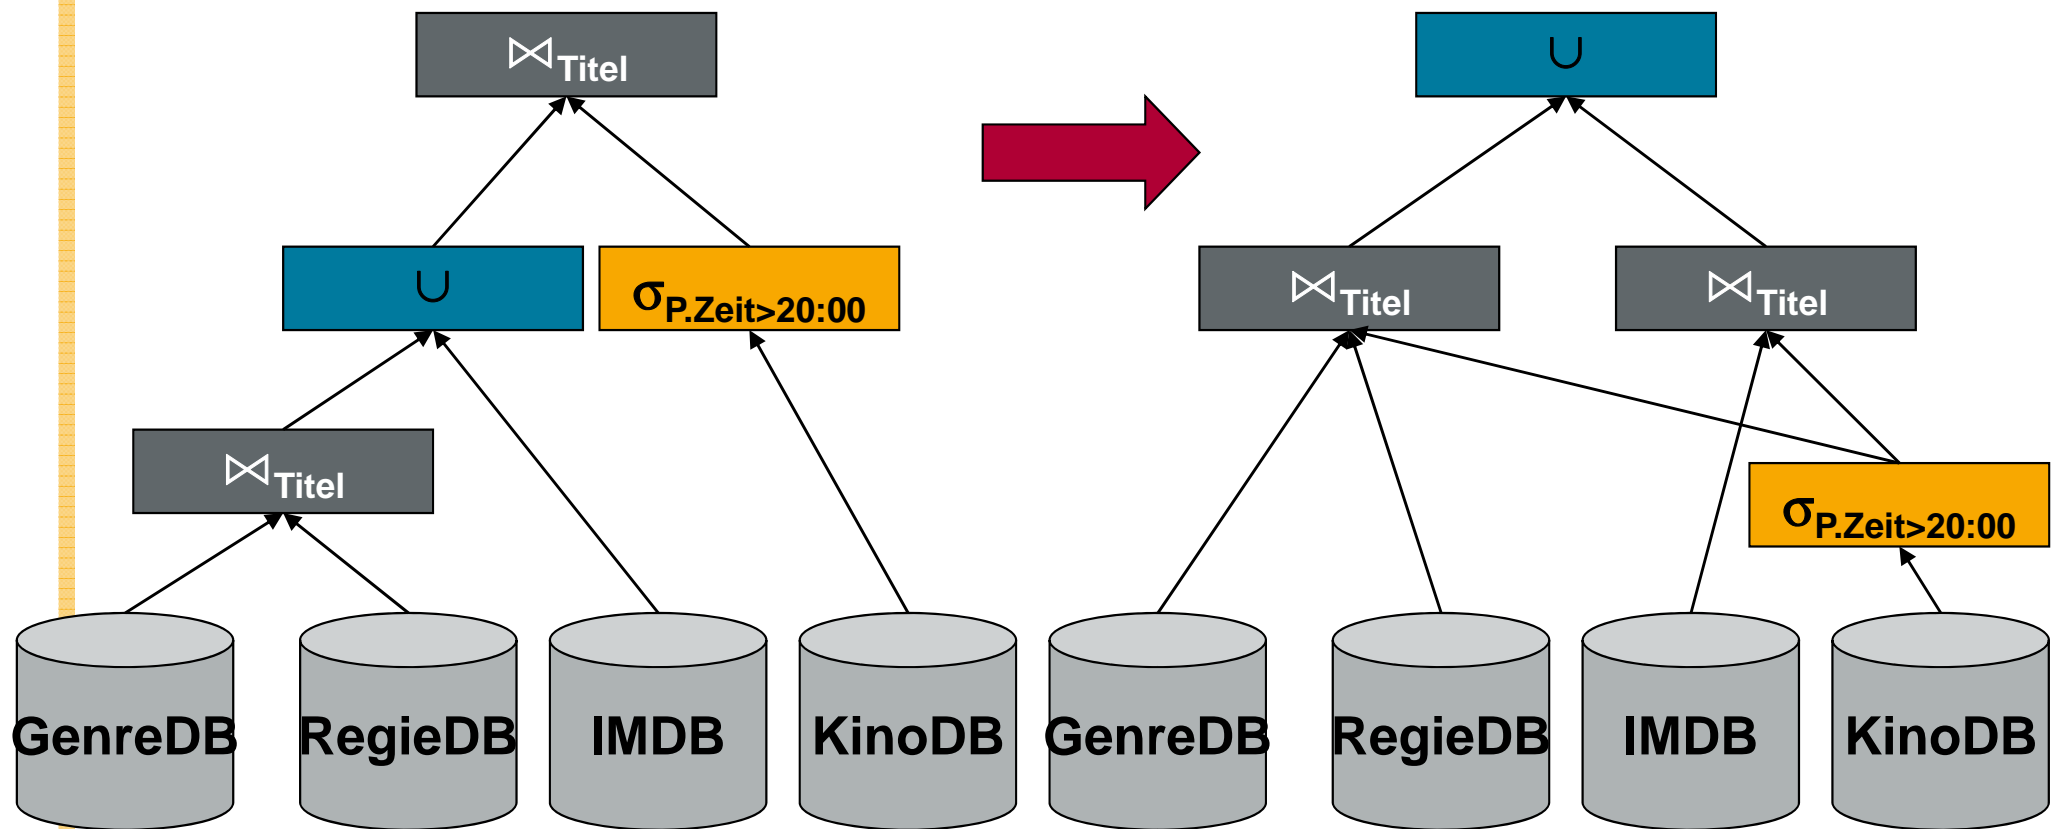 ⋈Titel
∪
∪
σP.Zeit>20:00
⋈Titel
⋈Titel
⋈Titel
σP.Zeit>20:00
GenreDB
RegieDB
IMDB
KinoDB
GenreDB
RegieDB
IMDB
KinoDB